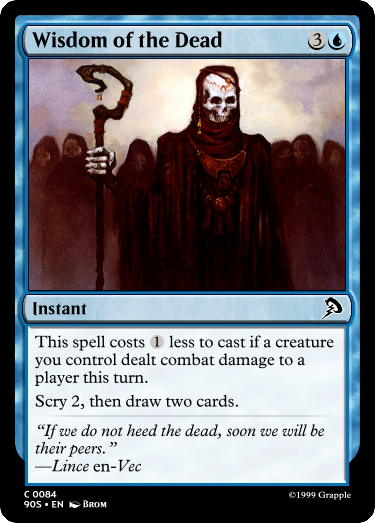 Wisdom of the Dead 3
Instant
This spell costs 1 less to cast if a creature
you control dealt combat damage to a
player this turn.
Scry 2, then draw two cards.
“If we do not heed the dead, soon we will be
their peers.”
—Lince en-Vec
C 0084
90S • EN Brom
©1999 Grapple